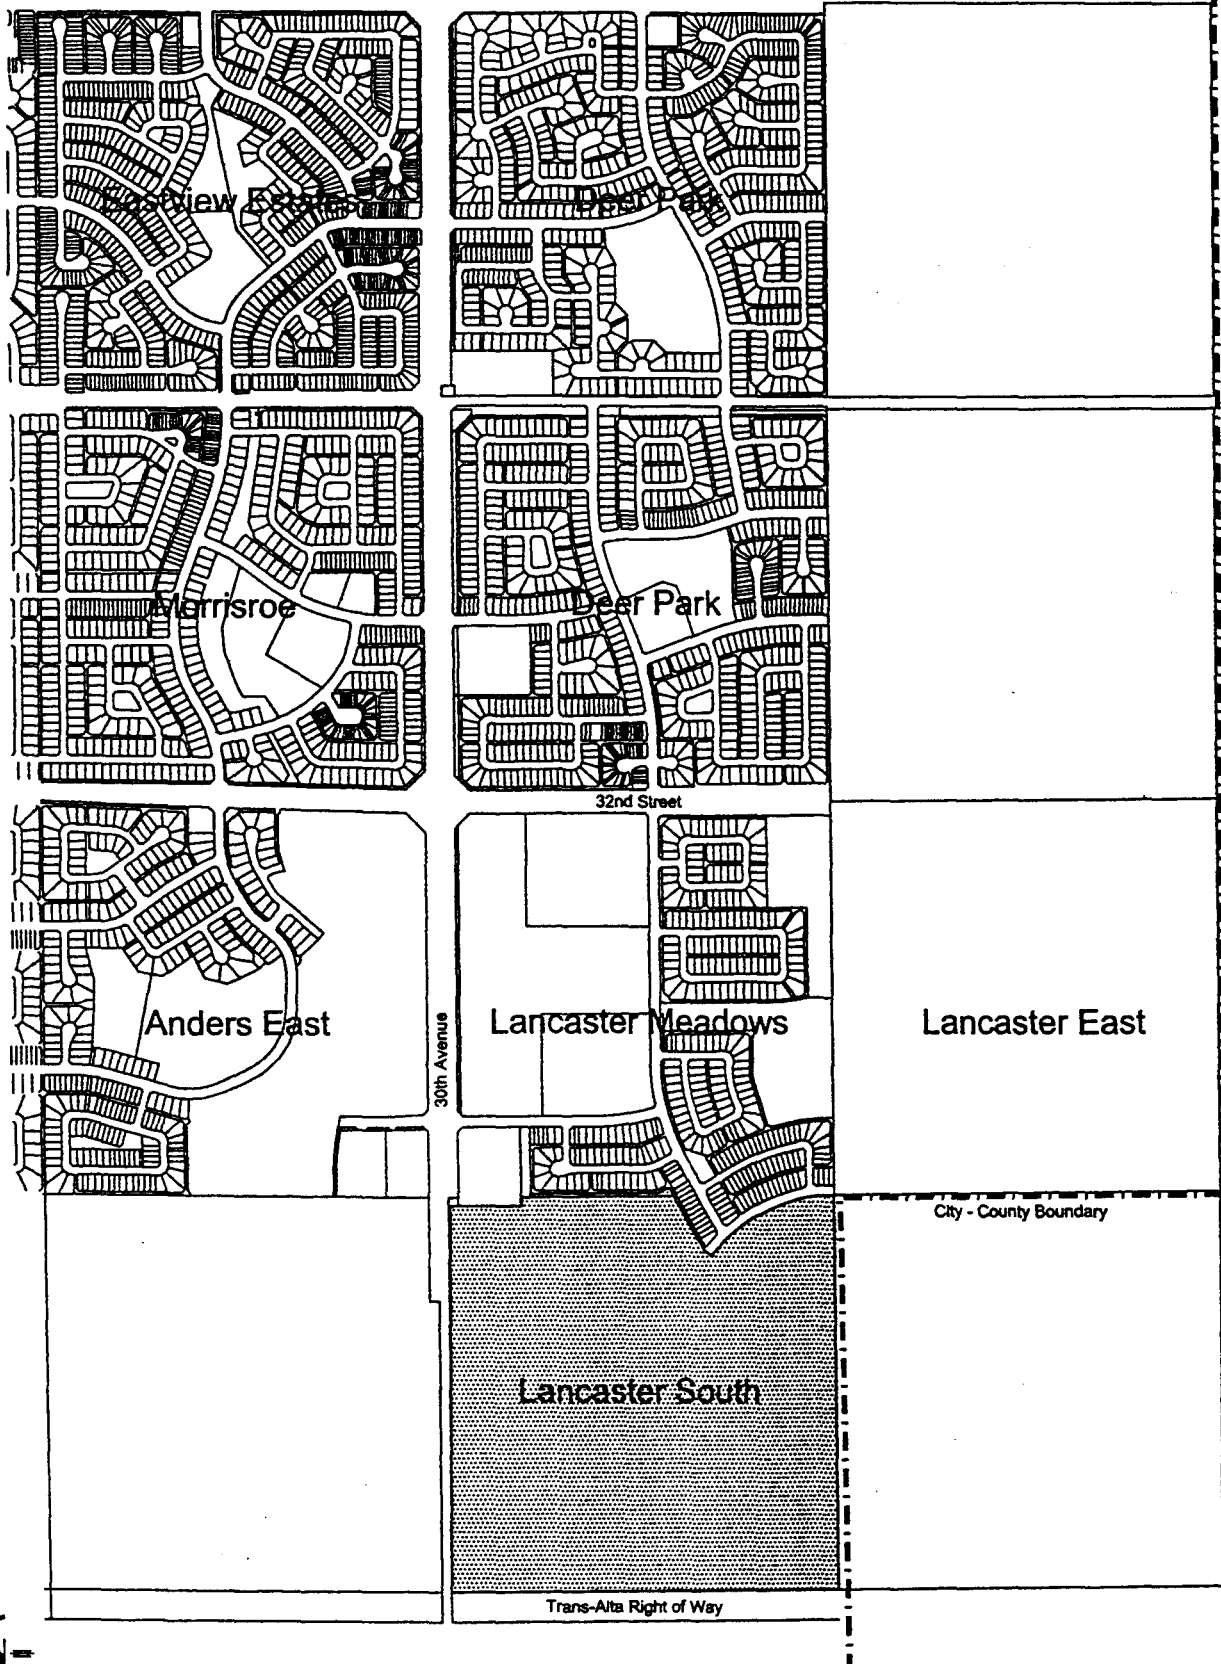 Eastview Estates
Deer Park
Morrisroe
Deer Park
32nd Street
Anders East
30th Avenue
Lancaster Meadows
Lancaster East
City - County Boundary
Lancaster South
Trans-Alta Right of Way